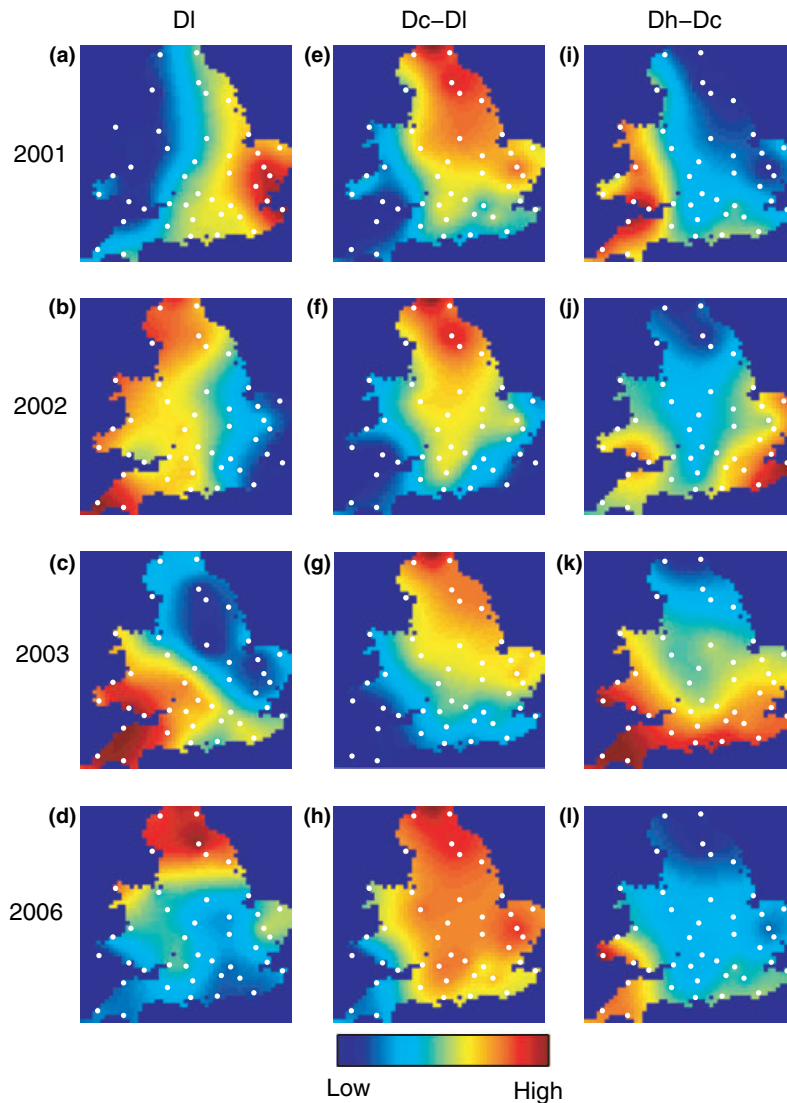 Dl Dc–Dl Dh–Dc
(a) (e) (i)
2001
(b) (f) (j)
2002
(c) (g) (k)
2003
(d) (h) (l)
2006
Low High